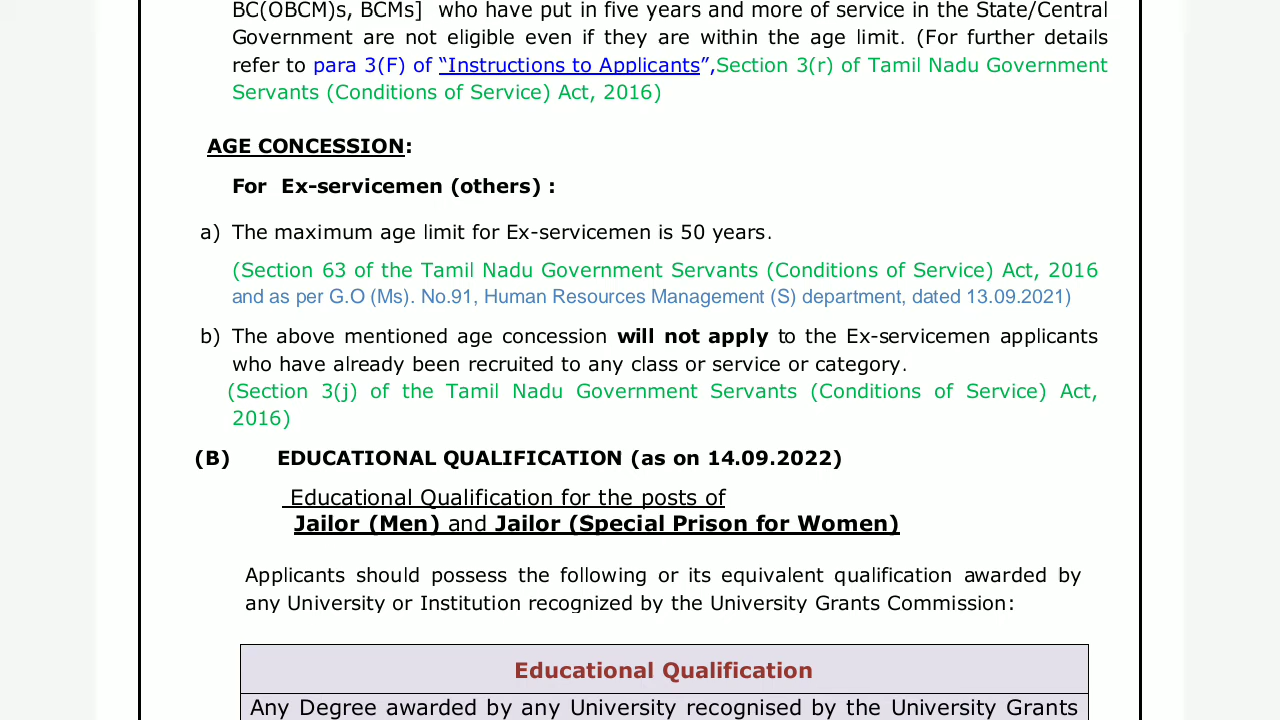 BC(OBCM)s, BCMs] who have put in five years and more of service in the State/Central
Government are not eligible even if they are within the age limit. (For further details
refer to para 3(F) of “Instructions to Applicants”,Section 3(r) of Tamil Nadu Government
Servants (Conditions of Service) Act, 2016)
AGE CONCESSION:
For Ex-servicemen (others) :
a) The maximum age limit for Ex-servicemen is 50 years.
(Section 63 of the Tamil Nadu Government Servants (Conditions of Service) Act, 2016
and as per G.O (Ms). No.91, Human Resources Management (S) department, dated 13.09.2021)
b) The above mentioned age concession will not apply to the Ex-servicemen applicants
who have already been recruited to any class or service or category.
(Section 3(j) of the Tamil Nadu Government Servants (Conditions of Service) Act,
2016)
(B) EDUCATIONAL QUALIFICATION (as on 14.09.2022)
Educational Qualification for the posts of
Jailor (Men) and Jailor (Special Prison for Women)
Applicants should possess the following or its equivalent qualification awarded by
any University or Institution recognized by the University Grants Commission:
Educational Qualification
Any Degree awarded by any University recognised by the University Grants